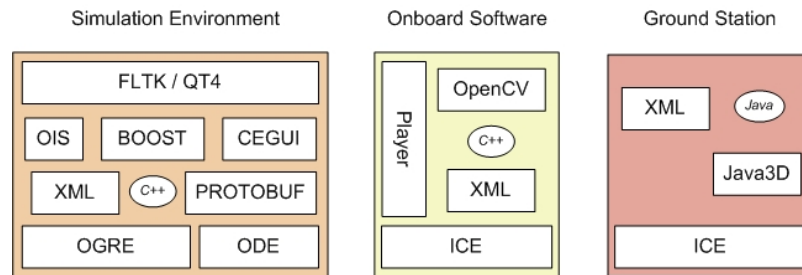 Simulation Environment
Onboard Software
Ground Station
FLTK / QT4
OIS
BOOST
CEGUI
XML
C++
PROTOBUF
OGRE
ODE
Player
OpenCV
C++
XML
ICE
XML
Java
Java3D
ICE